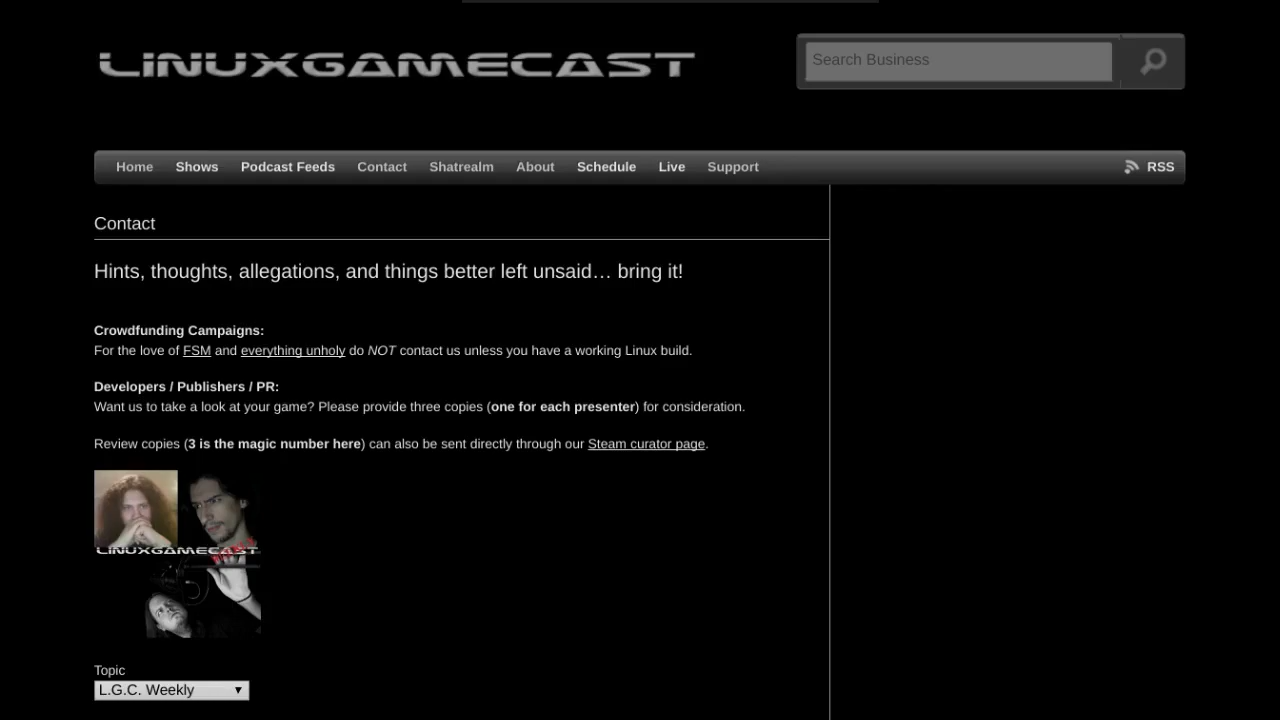 LINUXGAMECAST
Search Business
Home Shows Podcast Feeds Contact Shatrealm About Schedule Live Support RSS
Contact
Hints, thoughts, allegations, and things better left unsaid… bring it!
Crowdfunding Campaigns:
For the love of FSM and everything unholy do NOT contact us unless you have a working Linux build.
Developers / Publishers / PR:
Want us to take a look at your game? Please provide three copies (one for each presenter) for consideration.
Review copies (3 is the magic number here) can also be sent directly through our Steam curator page.
LINUXGAMECAST
Topic
L.G.C. Weekly